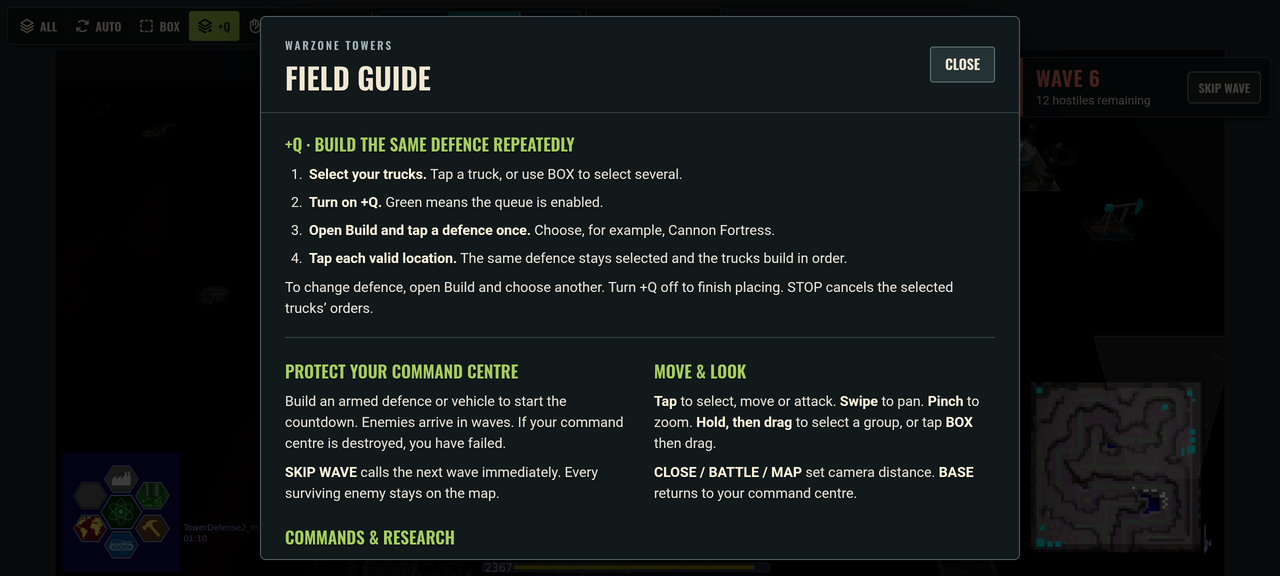 ALL
AUTO
BOX
+Q
WARZONE TOWERS
FIELD GUIDE
CLOSE
WAVE 6
12 hostiles remaining
SKIP WAVE
+Q · BUILD THE SAME DEFENCE REPEATEDLY
1. Select your trucks. Tap a truck, or use BOX to select several.
2. Turn on +Q. Green means the queue is enabled.
3. Open Build and tap a defence once. Choose, for example, Cannon Fortress.
4. Tap each valid location. The same defence stays selected and the trucks build in order.
To change defence, open Build and choose another. Turn +Q off to finish placing. STOP cancels the selected
trucks’ orders.
PROTECT YOUR COMMAND CENTRE
Build an armed defence or vehicle to start the
countdown. Enemies arrive in waves. If your command
centre is destroyed, you have failed.
SKIP WAVE calls the next wave immediately. Every
surviving enemy stays on the map.
MOVE & LOOK
Tap to select, move or attack. Swipe to pan. Pinch to
zoom. Hold, then drag to select a group, or tap BOX
then drag.
CLOSE / BATTLE / MAP set camera distance. BASE
returns to your command centre.
COMMANDS & RESEARCH
TowerDefense2_m
01:10
2367
N